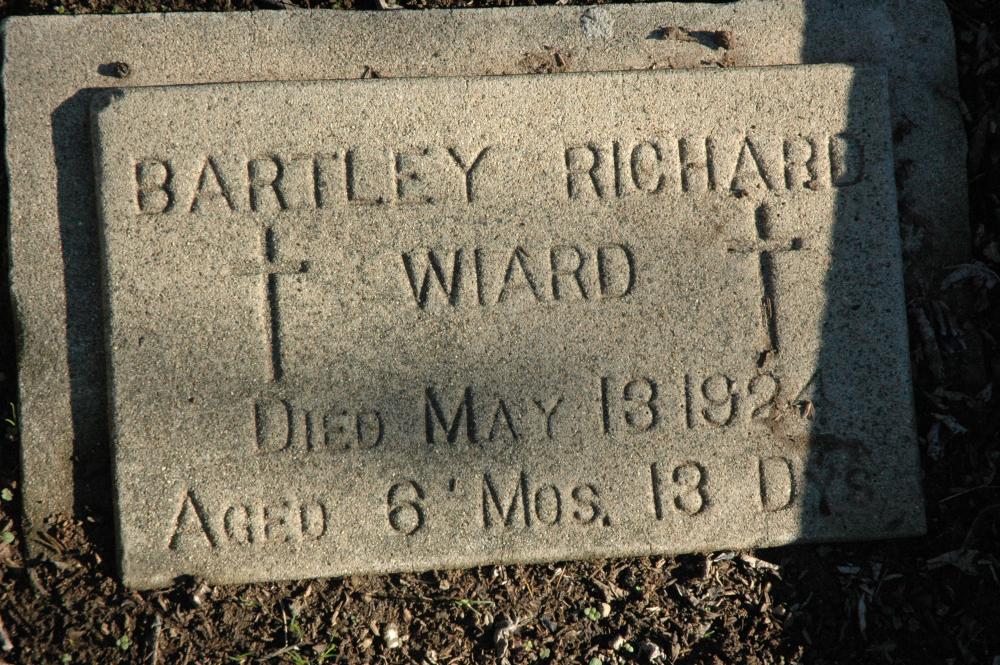 BARTLEY RICHARD
WIARD
DIED MAY 13 1924
AGED 6 MOS. 13 DYS